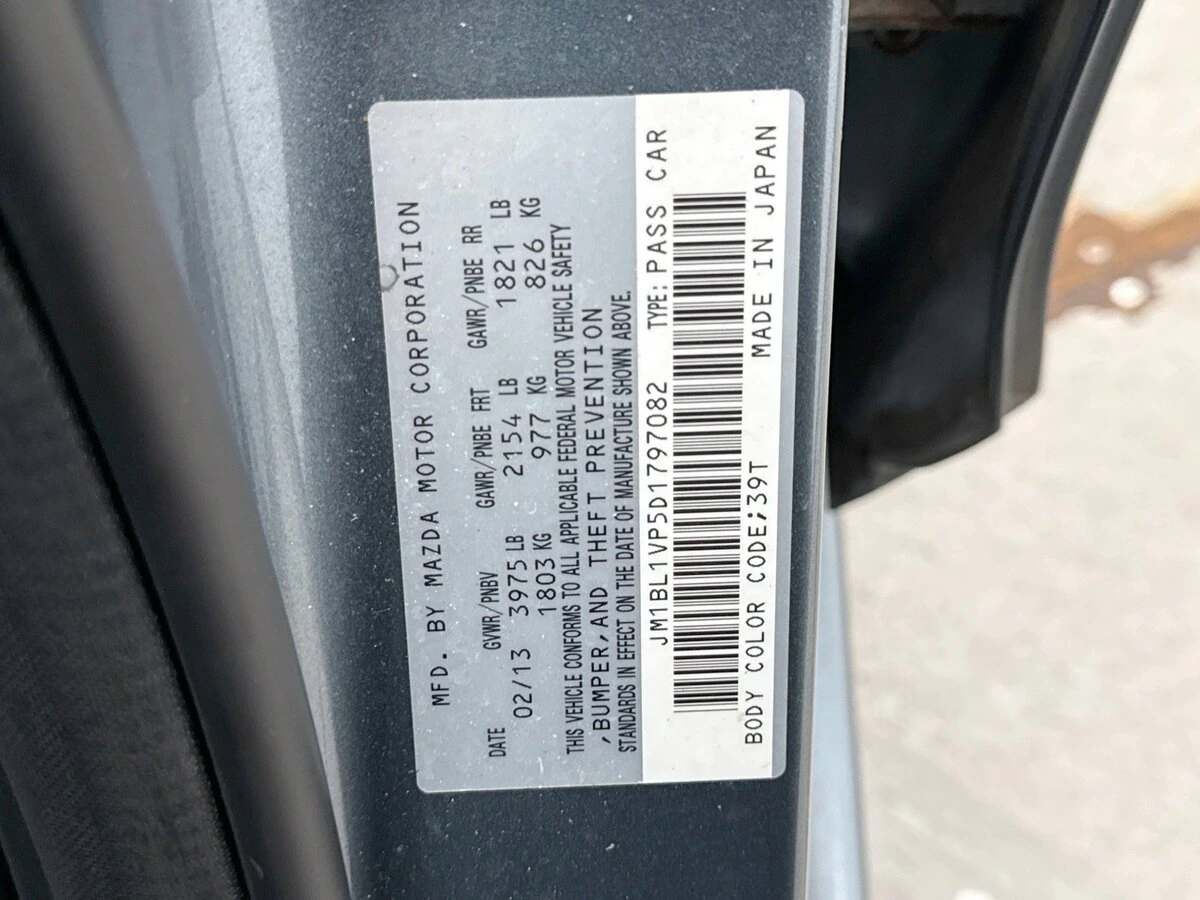 MFD. BY MAZDA MOTOR CORPORATION
DATE GVWR/PNBV GAWR/PNBE FRT GAWR/PNBE RR
02/13 3975 LB 2154 LB 1821 LB
1803 KG 977 KG 826 KG
THIS VEHICLE CONFORMS TO ALL APPLICABLE FEDERAL MOTOR VEHICLE SAFETY
,BUMPER,AND THEFT PREVENTION
STANDARDS IN EFFECT ON THE DATE OF MANUFACTURE SHOWN ABOVE.
JM1BL1VP5D1797082 TYPE: PASS CAR
BODY COLOR CODE;39T MADE IN JAPAN